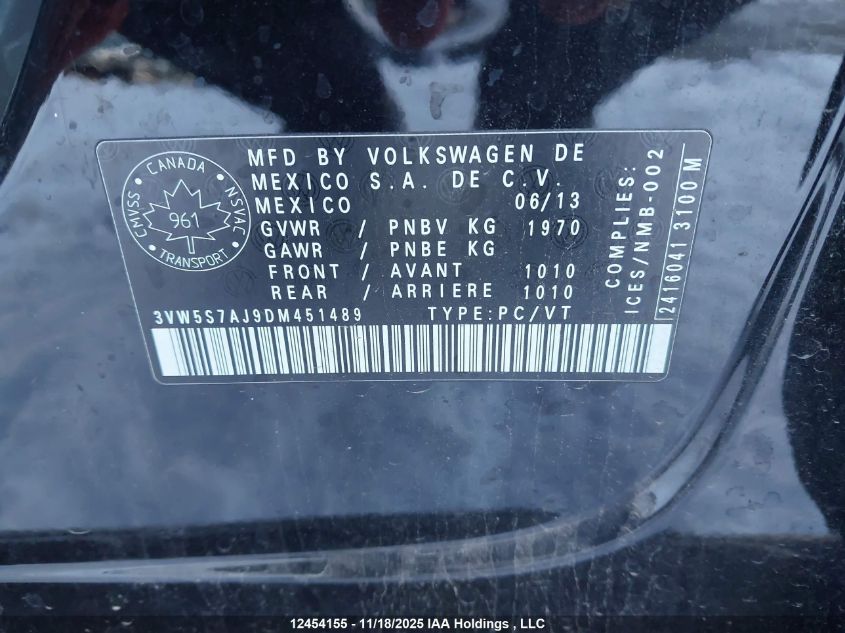 CANADA
CMVSS
NSVAC
961
TRANSPORT
MFD BY VOLKSWAGEN DE
MEXICO S.A. DE C.V.
MEXICO 06/13
GVWR / PNBV KG 1970
GAWR / PNBE KG
FRONT / AVANT 1010
REAR / ARRIERE 1010
3VW5S7AJ9DM451489 TYPE:PC/VT
COMPLIES:
ICES/NMB-002
2416041 3100 M
12454155 - 11/18/2025 IAA Holdings , LLC